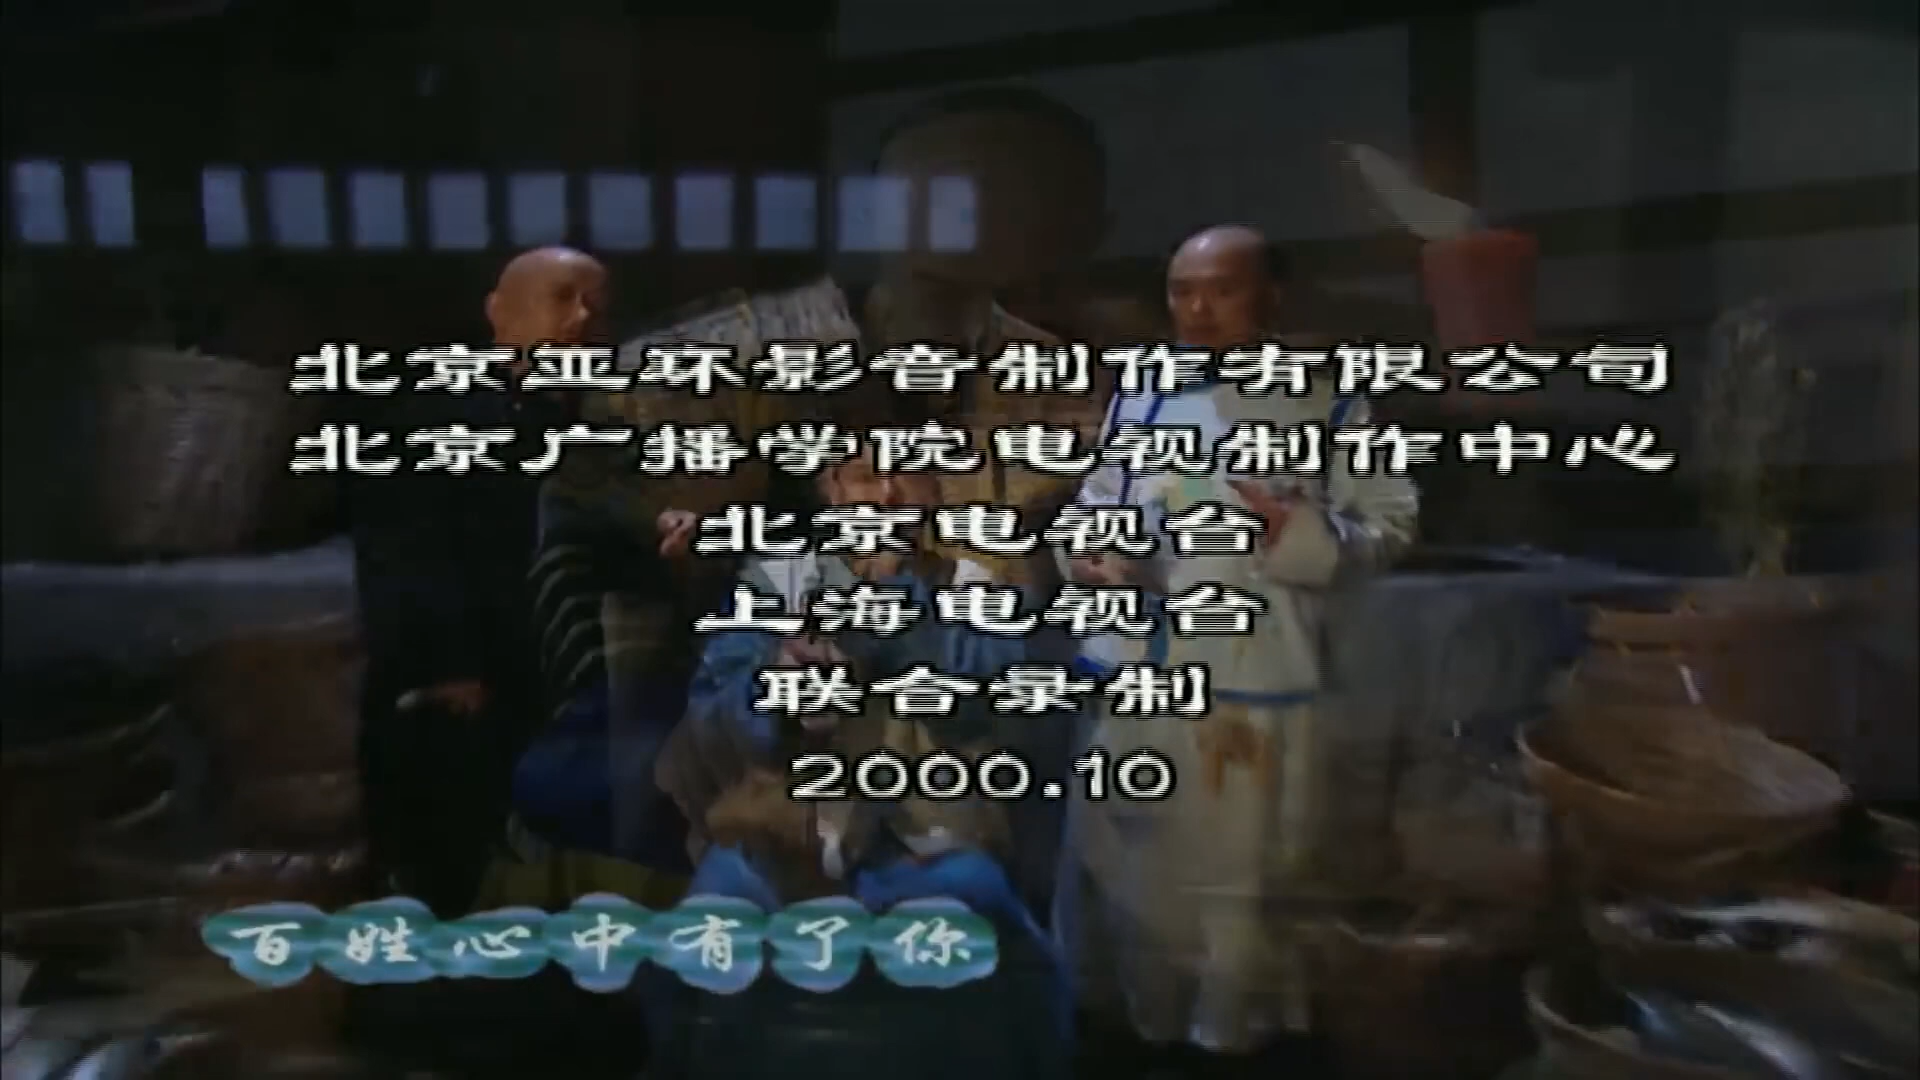 北京亚环影音制作有限公司
北京广播学院电视制作中心
北京电视台
上海电视台
联合录制
2000.10
百姓心中有了你